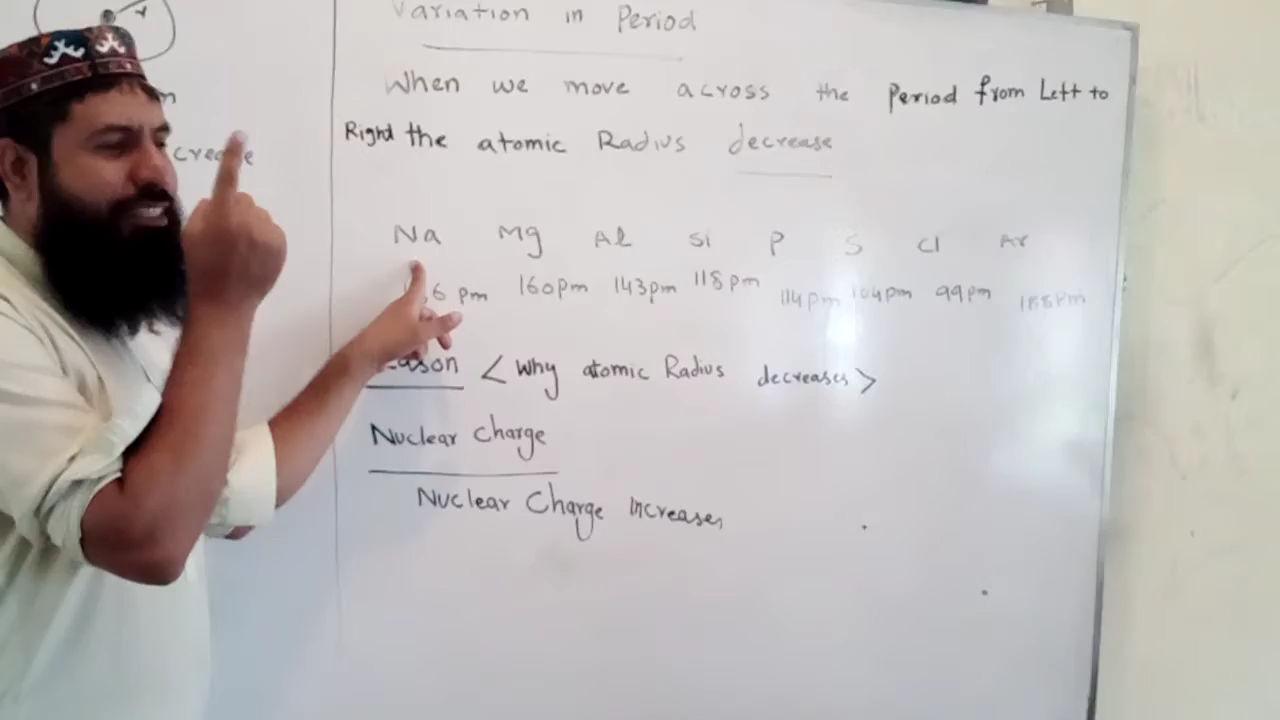 Variation in Period
When we move across the Period from Left to
Right the atomic Radius decrease
Na Mg Al Si P S Cl Ar
6 pm 160pm 143pm 118pm 114pm 104pm 99pm
Reason < Why atomic Radius decreases >
Nuclear Charge
Nuclear Charge increases